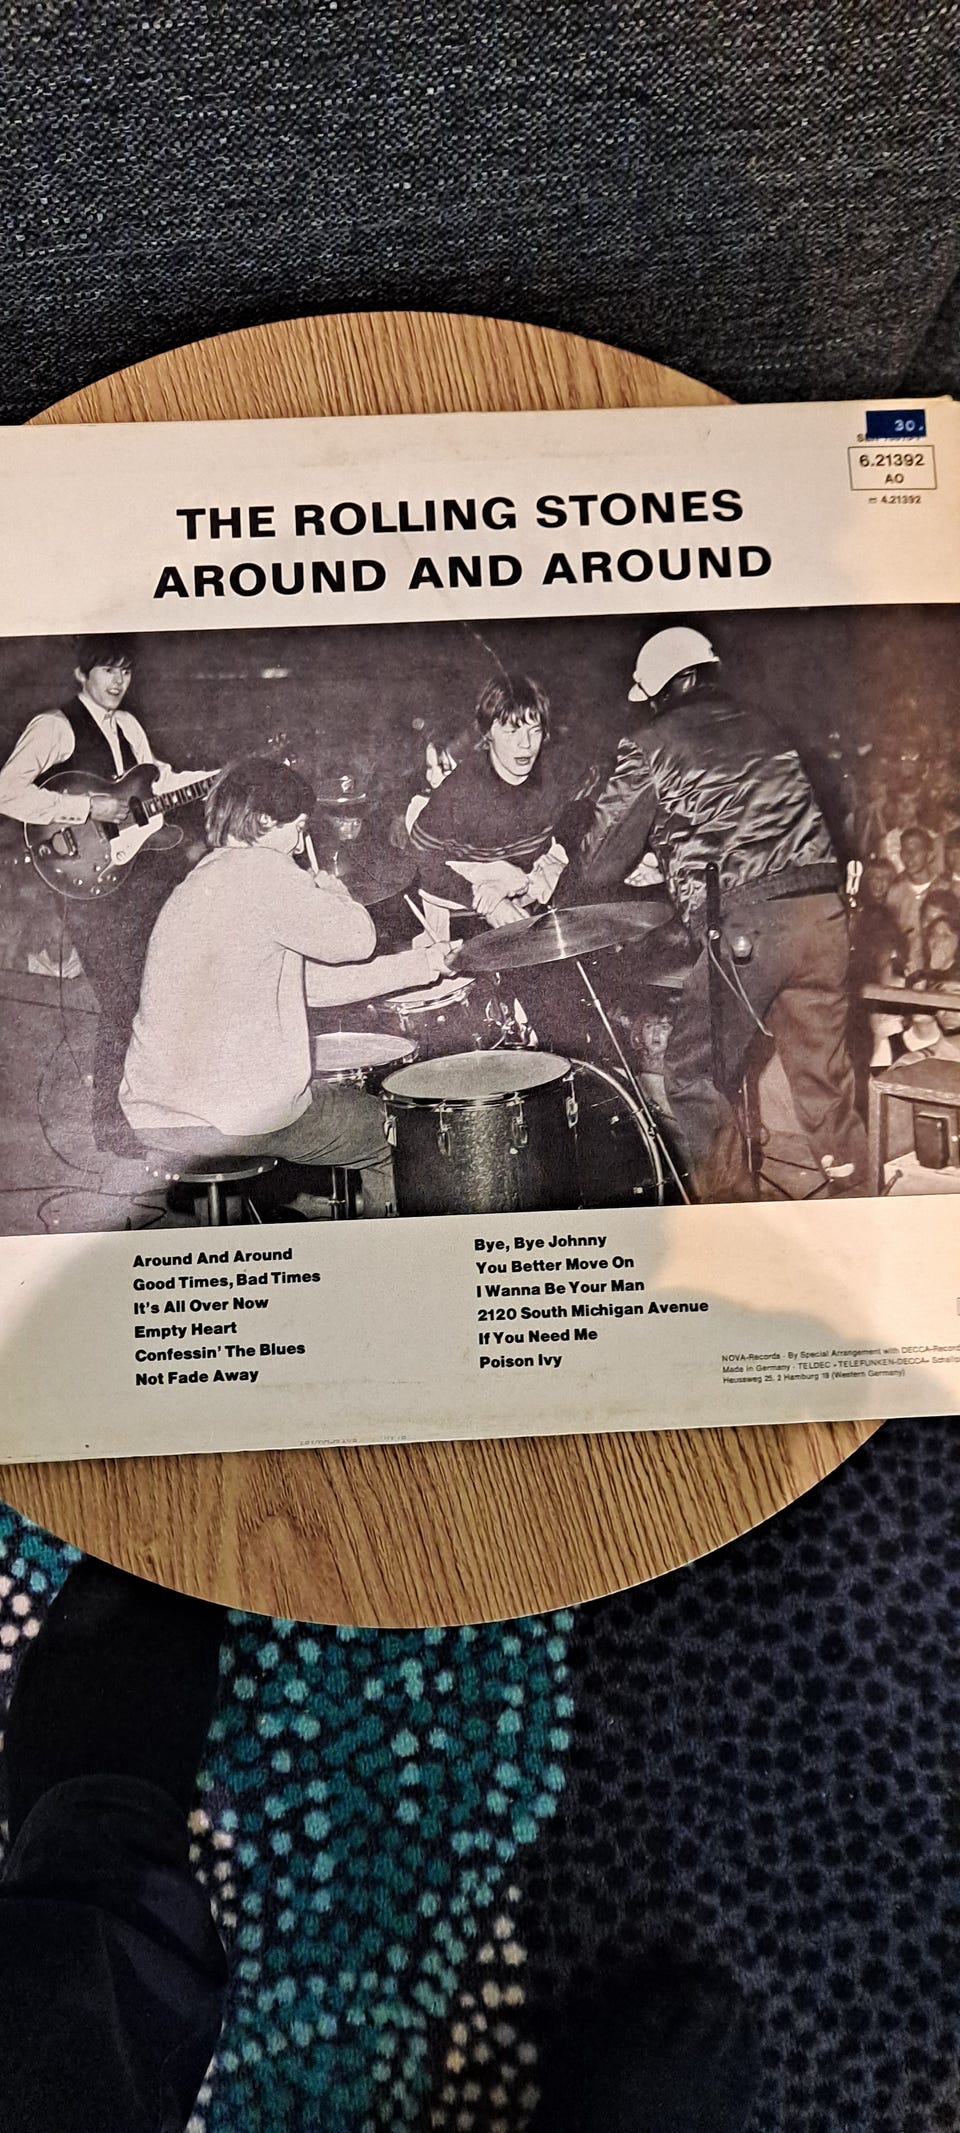 30.
6.21392
AO
4.21392
THE ROLLING STONES
AROUND AND AROUND
Around And Around
Good Times, Bad Times
It's All Over Now
Empty Heart
Confessin' The Blues
Not Fade Away
Bye, Bye Johnny
You Better Move On
I Wanna Be Your Man
2120 South Michigan Avenue
If You Need Me
Poison Ivy
NOVA-Records · By Special Arrangement with DECCA-Record
Made in Germany · TELDEC »TELEFUNKEN-DECCA« Schallp
Heussweg 25, 2 Hamburg 19 (Western Germany)